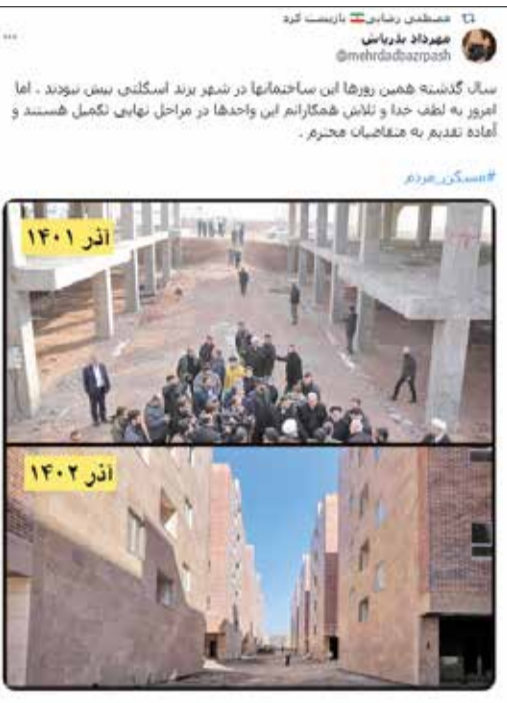 مصطفی رضایی بازپست کرد
مهرداد بذرپاش
@mehrdadbazrpash
سال گذشته همین روزها این ساختمانها در شهر پرند اسکلتی بیش نبودند ، اما
امروز به لطف خدا و تلاش همکارانم این واحدها در مراحل نهایی تکمیل هستند و
آماده تقدیم به متقاضیان محترم .
#مسکن_مردم
آذر ۱۴۰۱
آذر ۱۴۰۲